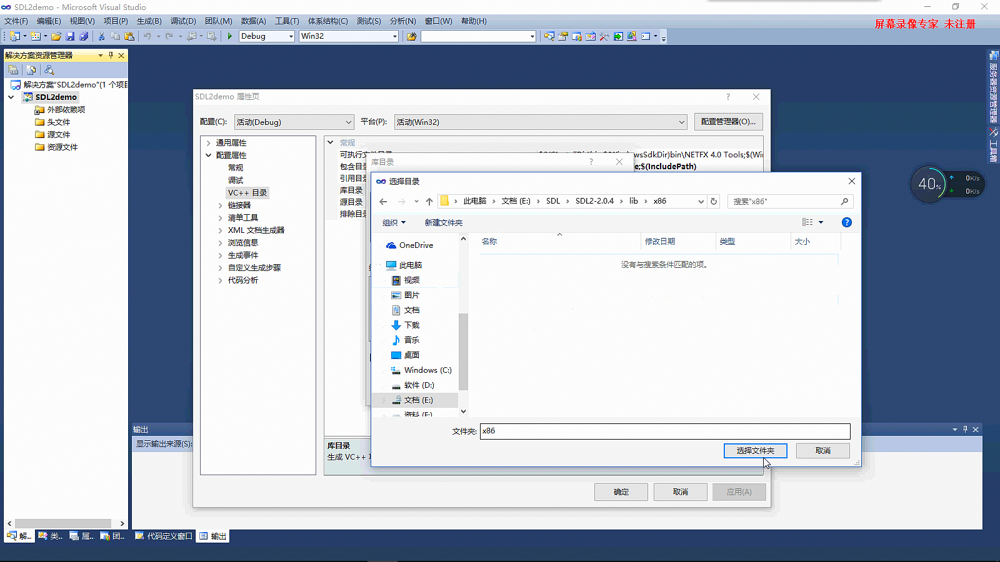 SDL2demo - Microsoft Visual Studio
文件(F) 编辑(E) 视图(V) 项目(P) 生成(B) 调试(D) 团队(M) 数据(A) 工具(T) 体系结构(C) 测试(S) 分析(N) 窗口(W) 帮助(H)
屏幕录像专家 未注册
Debug Win32
解决方案资源管理器
解决方案"SDL2demo"(1 个项目
SDL2demo
外部依赖项
头文件
源文件
资源文件
SDL2demo 属性页
配置(C): 活动(Debug) 平台(P): 活动(Win32) 配置管理器(O)...
通用属性
配置属性
常规
调试
VC++ 目录
链接器
清单工具
XML 文档生成器
浏览信息
生成事件
自定义生成步骤
代码分析
常规
可执行文件目录
wsSdkDir)bin\NETFX 4.0 Tools;$(Win
包含目录
;$(IncludePath)
引用目录
库目录
源目录
排除目录
库目录
选择目录
此电脑 文档 (E:) SDL SDL2-2.0.4 lib x86
搜索"x86"
组织 新建文件夹
名称 修改日期 类型 大小
没有与搜索条件匹配的项。
OneDrive
此电脑
视频
图片
文档
下载
音乐
桌面
Windows (C:)
软件 (D:)
文档 (E:)
资料 (F:)
文件夹: x86
选择文件夹 取消
库目录
生成 VC++
确定 取消 应用(A)
输出
显示输出来源(S):
解... 类... 属... 团...
代码定义窗口 输出
服务器资源管理器
工具箱
40%
0K/s
0K/s